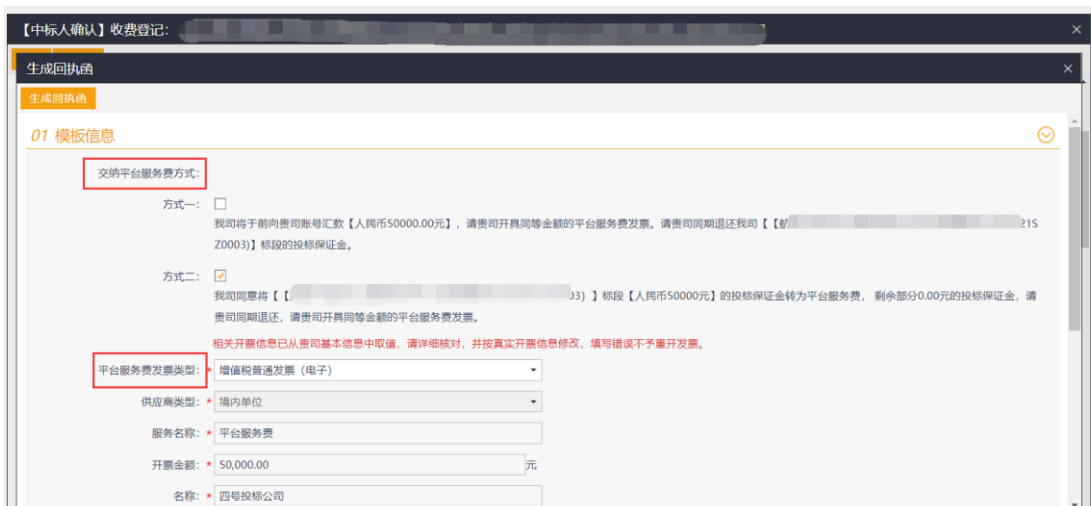 【中标人确认】收费登记:
生成回执函
生成回执函
01 模板信息
交纳平台服务费方式:
方式一:
我司将于前向贵司账号汇款【人民币50000.00元】，请贵司开具同等金额的平台服务费发票。请贵司同期退还我司【【航 21S
Z0003)】标段的投标保证金。
方式二:
我司同意将【【 03) 】标段【人民币50000元】的投标保证金转为平台服务费， 剩余部分0.00元的投标保证金，请
贵司同期退还，请贵司开具同等金额的平台服务费发票。
相关开票信息已从贵司基本信息中取值，请详细核对，并按真实开票信息修改，填写错误不予重开发票。
平台服务费发票类型: * 增值税普通发票（电子）
供应商类型: * 境内单位
服务名称: * 平台服务费
开票金额: * 50,000.00 元
名称: * 四号投标公司